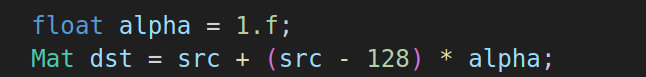 float alpha = 1.f;
Mat dst = src + (src - 128) * alpha;